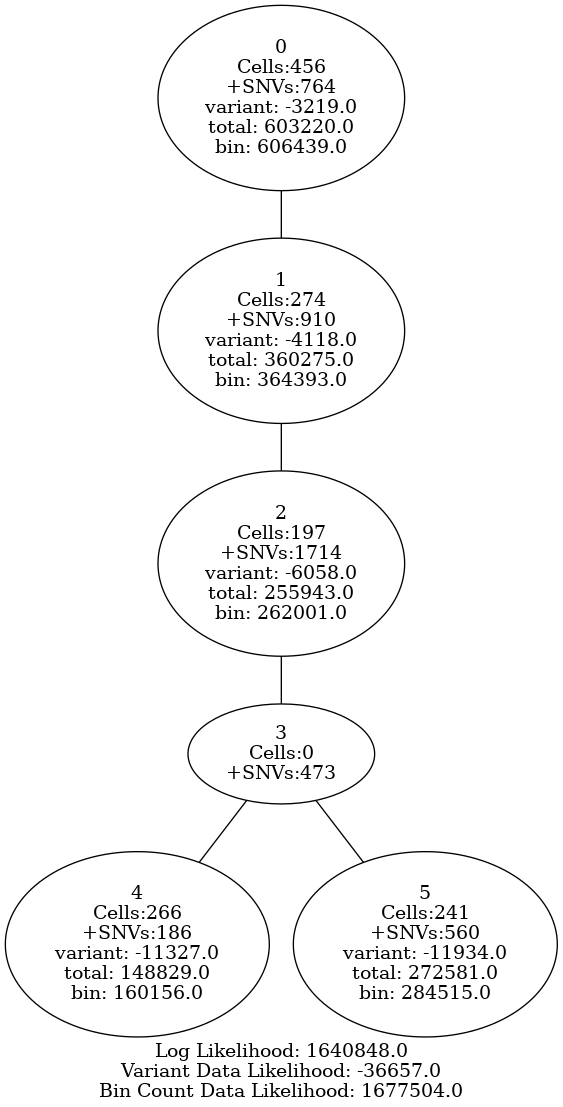 0
Cells:456
+SNVs:764
variant: -3219.0
total: 603220.0
bin: 606439.0
1
Cells:274
+SNVs:910
variant: -4118.0
total: 360275.0
bin: 364393.0
2
Cells:197
+SNVs:1714
variant: -6058.0
total: 255943.0
bin: 262001.0
3
Cells:0
+SNVs:473
4
Cells:266
+SNVs:186
variant: -11327.0
total: 148829.0
bin: 160156.0
5
Cells:241
+SNVs:560
variant: -11934.0
total: 272581.0
bin: 284515.0
Log Likelihood: 1640848.0
Variant Data Likelihood: -36657.0
Bin Count Data Likelihood: 1677504.0